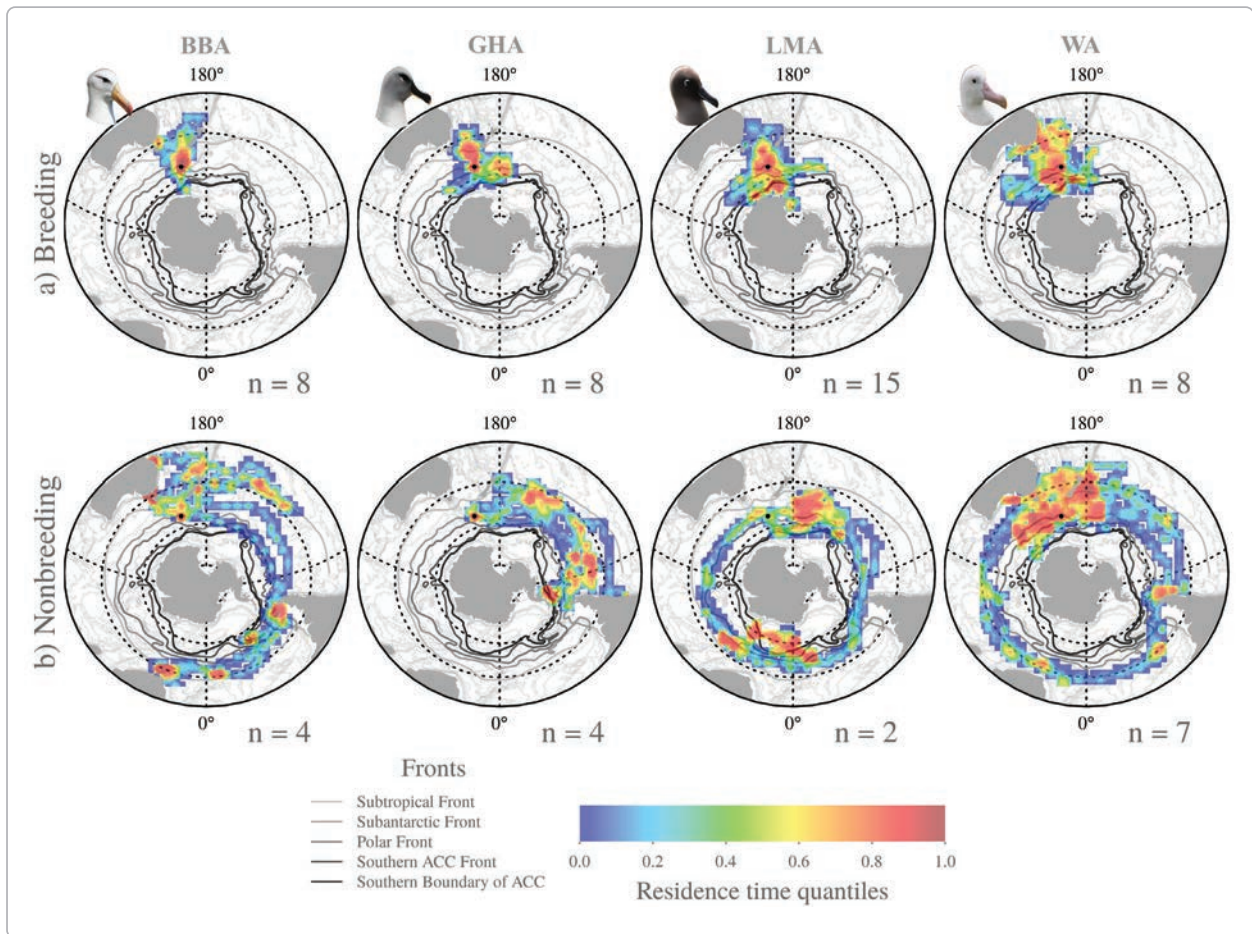 BBA GHA LMA WA
180° 180° 180° 180°
a) Breeding
0° 0° 0° 0°
n = 8 n = 8 n = 15 n = 8
180° 180° 180° 180°
b) Nonbreeding
0° 0° 0° 0°
n = 4 n = 4 n = 2 n = 7
Fronts
Subtropical Front
Subantarctic Front
Polar Front
Southern ACC Front
Southern Boundary of ACC
0.0 0.2 0.4 0.6 0.8 1.0
Residence time quantiles